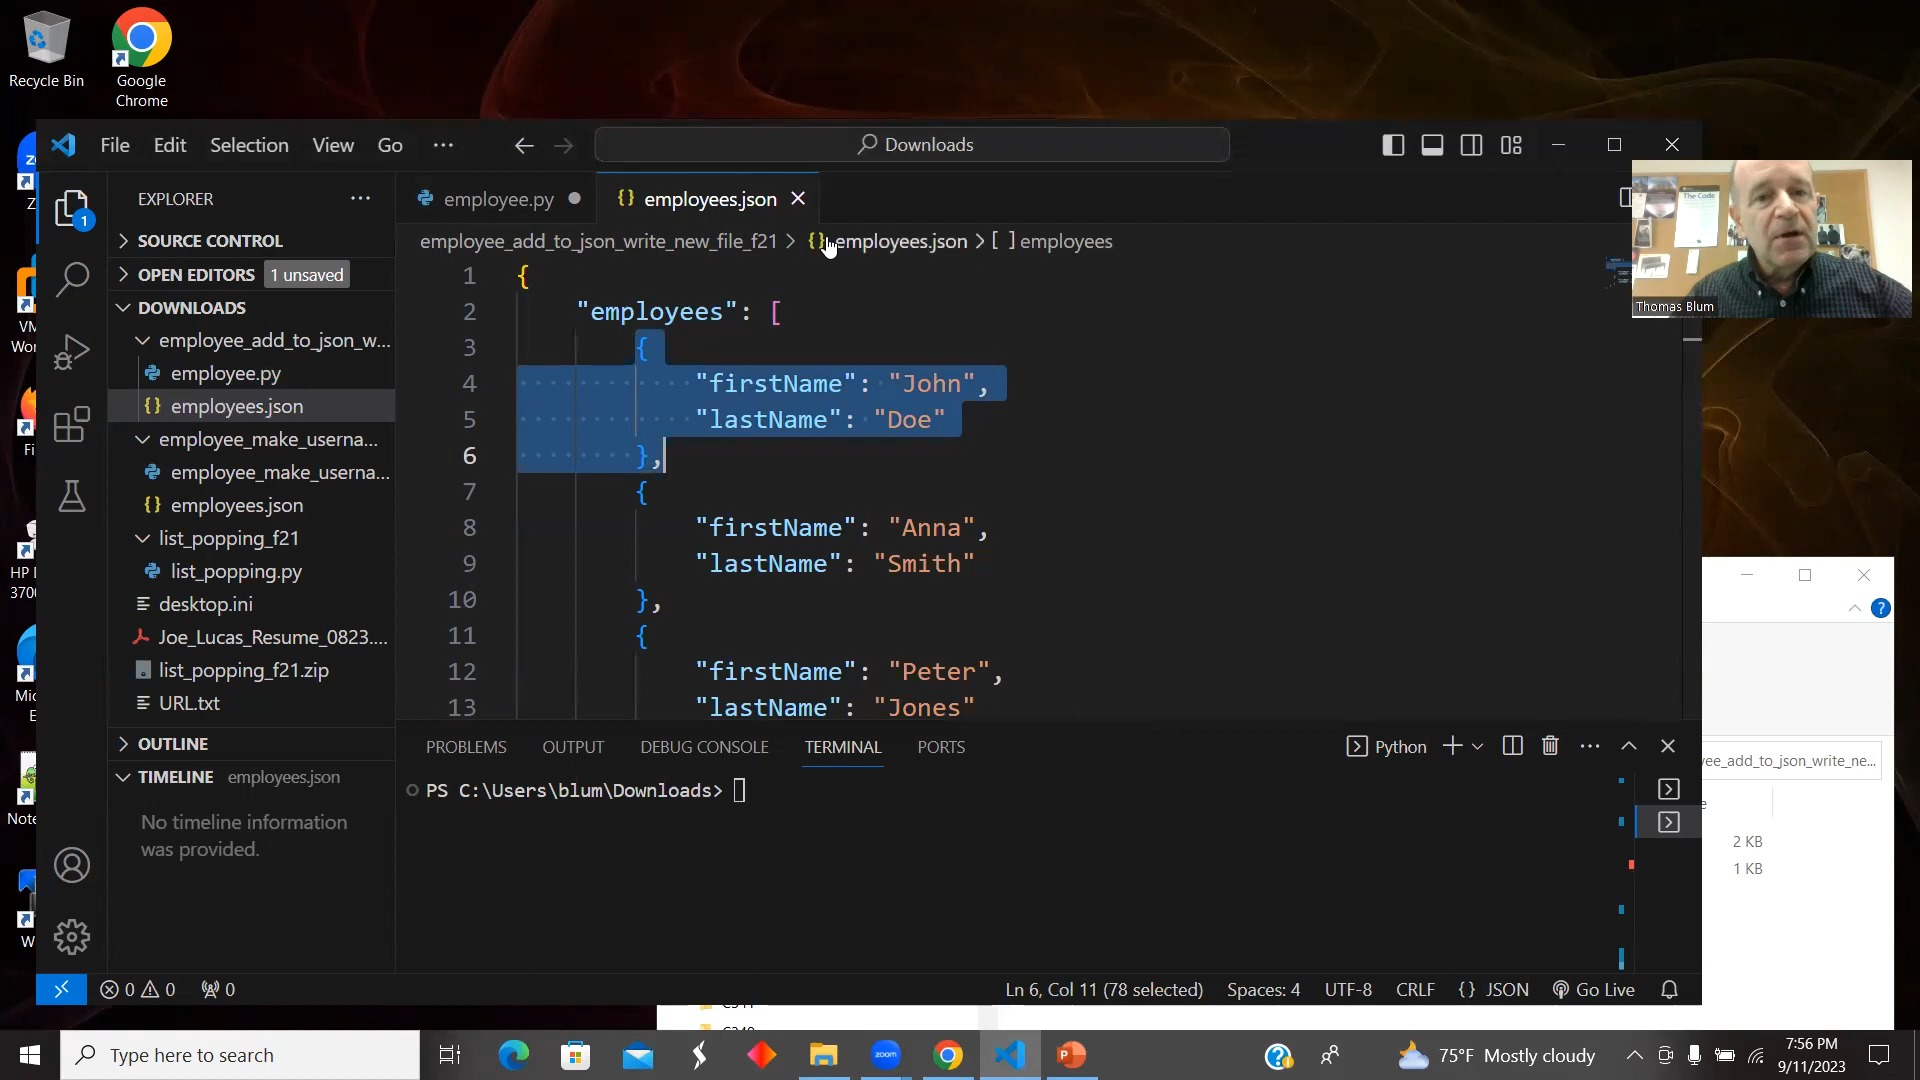 Recycle Bin
Google
Chrome
File Edit Selection View Go
Downloads
EXPLORER
SOURCE CONTROL
OPEN EDITORS 1 unsaved
DOWNLOADS
employee_add_to_json_w...
employee.py
employees.json
employee_make_userna...
employee_make_userna...
employees.json
list_popping_f21
list_popping.py
desktop.ini
Joe_Lucas_Resume_0823....
list_popping_f21.zip
URL.txt
OUTLINE
TIMELINE employees.json
No timeline information
was provided.
employee.py
employees.json
employee_add_to_json_write_new_file_f21 > {} employees.json > [ ] employees
1 {
2 "employees": [
3 {
4 "firstName": "John",
5 "lastName": "Doe"
6 },
7 {
8 "firstName": "Anna",
9 "lastName": "Smith"
10 },
11 {
12 "firstName": "Peter",
13 "lastName": "Jones"
PROBLEMS OUTPUT DEBUG CONSOLE TERMINAL PORTS
Python
PS C:\Users\blum\Downloads>
0 0 0
Ln 6, Col 11 (78 selected) Spaces: 4 UTF-8 CRLF {} JSON Go Live
The Code
Thomas Blum
ee_add_to_json_write_ne...
2 KB
1 KB
Type here to search
zoom
75°F Mostly cloudy
7:56 PM
9/11/2023